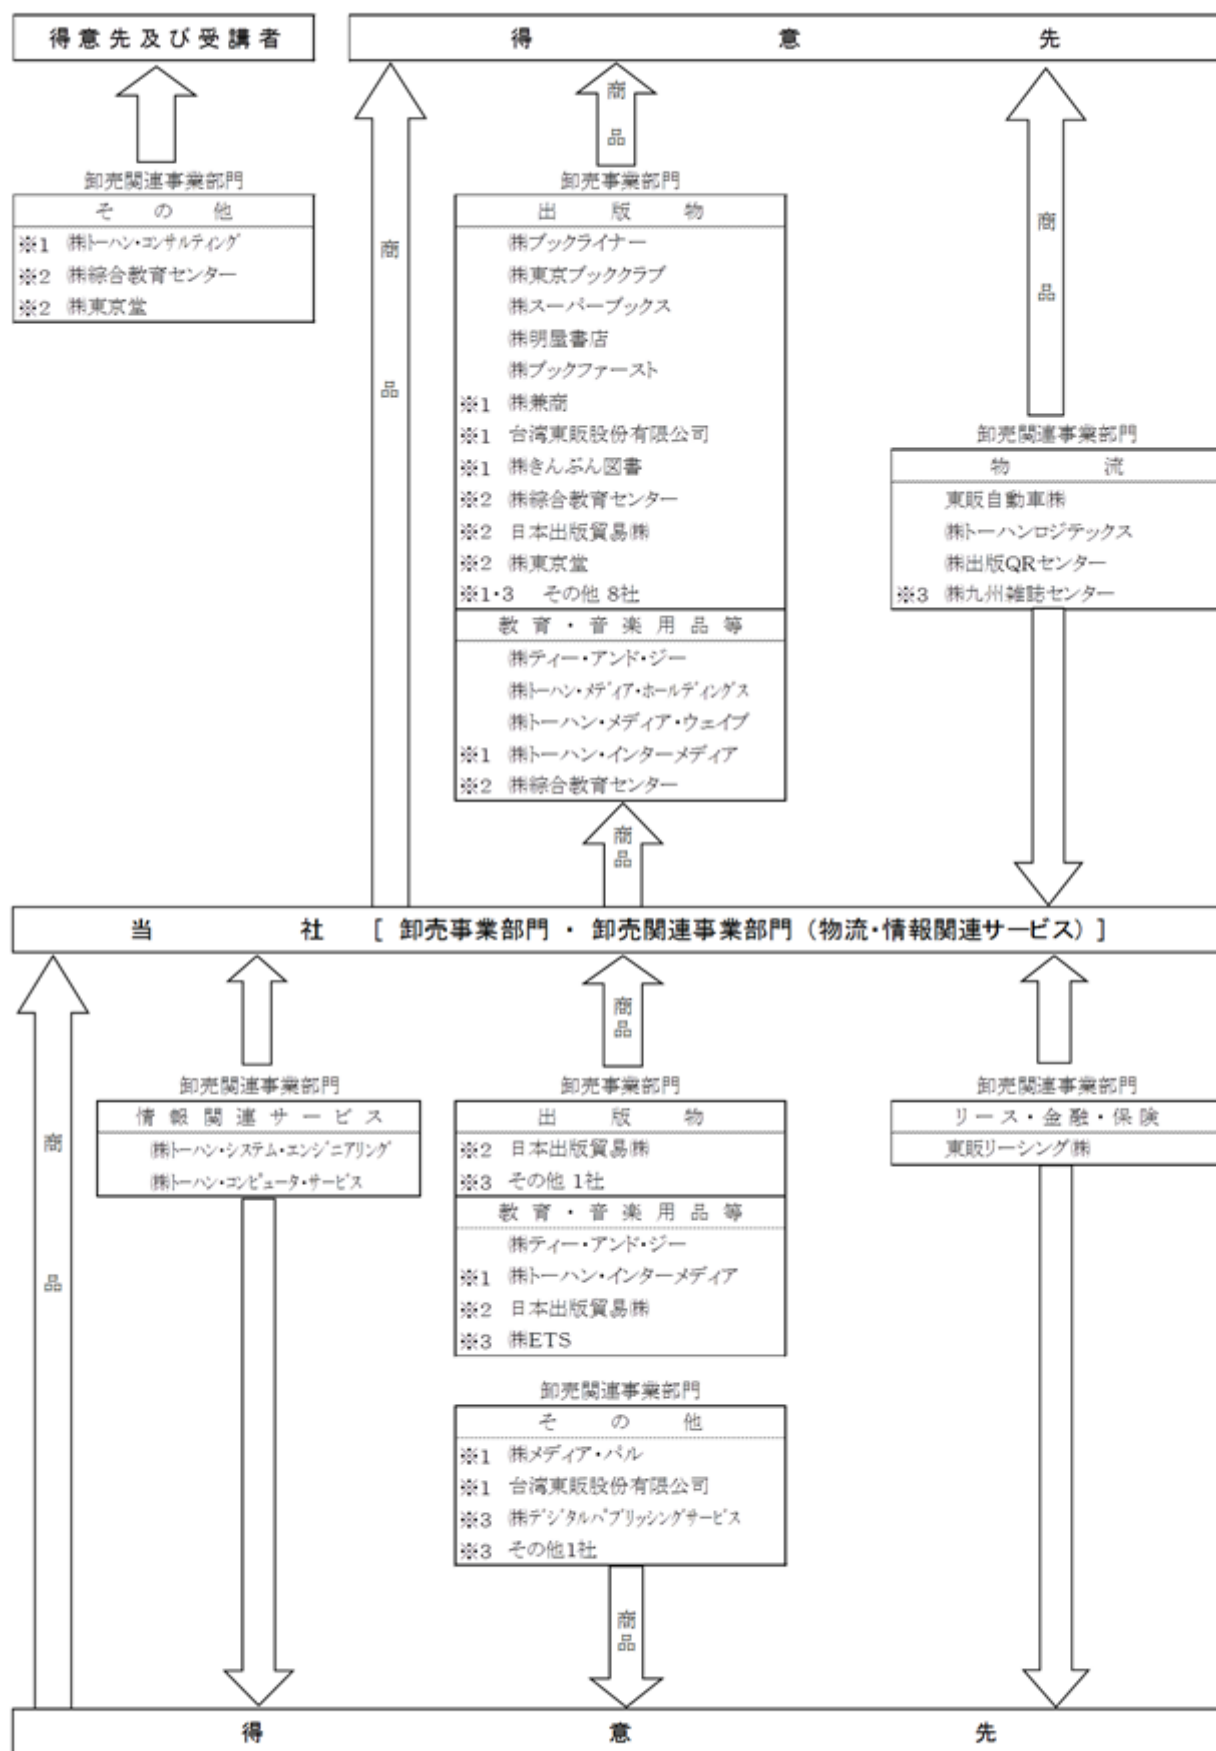 得意先及び受講者
得意先
商品
卸売関連事業部門
その他
※1 ㈱トーハン・コンサルティング
※2 ㈱綜合教育センター
※2 ㈱東京堂
商品
卸売事業部門
出版物
㈱ブックライナー
㈱東京ブッククラブ
㈱スーパーブックス
㈱明屋書店
㈱ブックファースト
※1 ㈱兼商
※1 台湾東販股份有限公司
※1 ㈱きんぶん図書
※2 ㈱綜合教育センター
※2 日本出版貿易㈱
※2 ㈱東京堂
※1・3 その他 8社
教育・音楽用品等
㈱ティー・アンド・ジー
㈱トーハン・メディア・ホールディングス
㈱トーハン・メディア・ウェイブ
※1 ㈱トーハン・インターメディア
※2 ㈱綜合教育センター
商品
商品
卸売関連事業部門
物流
東販自動車㈱
㈱トーハンロジテックス
㈱出版QRセンター
※3 ㈱九州雑誌センター
当社 [ 卸売事業部門 ・ 卸売関連事業部門 (物流・情報関連サービス) ]
商品
卸売関連事業部門
情報関連サービス
㈱トーハン・システム・エンジニアリング
㈱トーハン・コンピュータ・サービス
商品
卸売事業部門
出版物
※2 日本出版貿易㈱
※3 その他 1社
教育・音楽用品等
㈱ティー・アンド・ジー
※1 ㈱トーハン・インターメディア
※2 日本出版貿易㈱
※3 ㈱ETS
卸売関連事業部門
その他
※1 ㈱メディア・パル
※1 台湾東販股份有限公司
※3 ㈱デジタルパブリッシングサービス
※3 その他1社
商品
卸売関連事業部門
リース・金融・保険
東販リーシング㈱
得意先